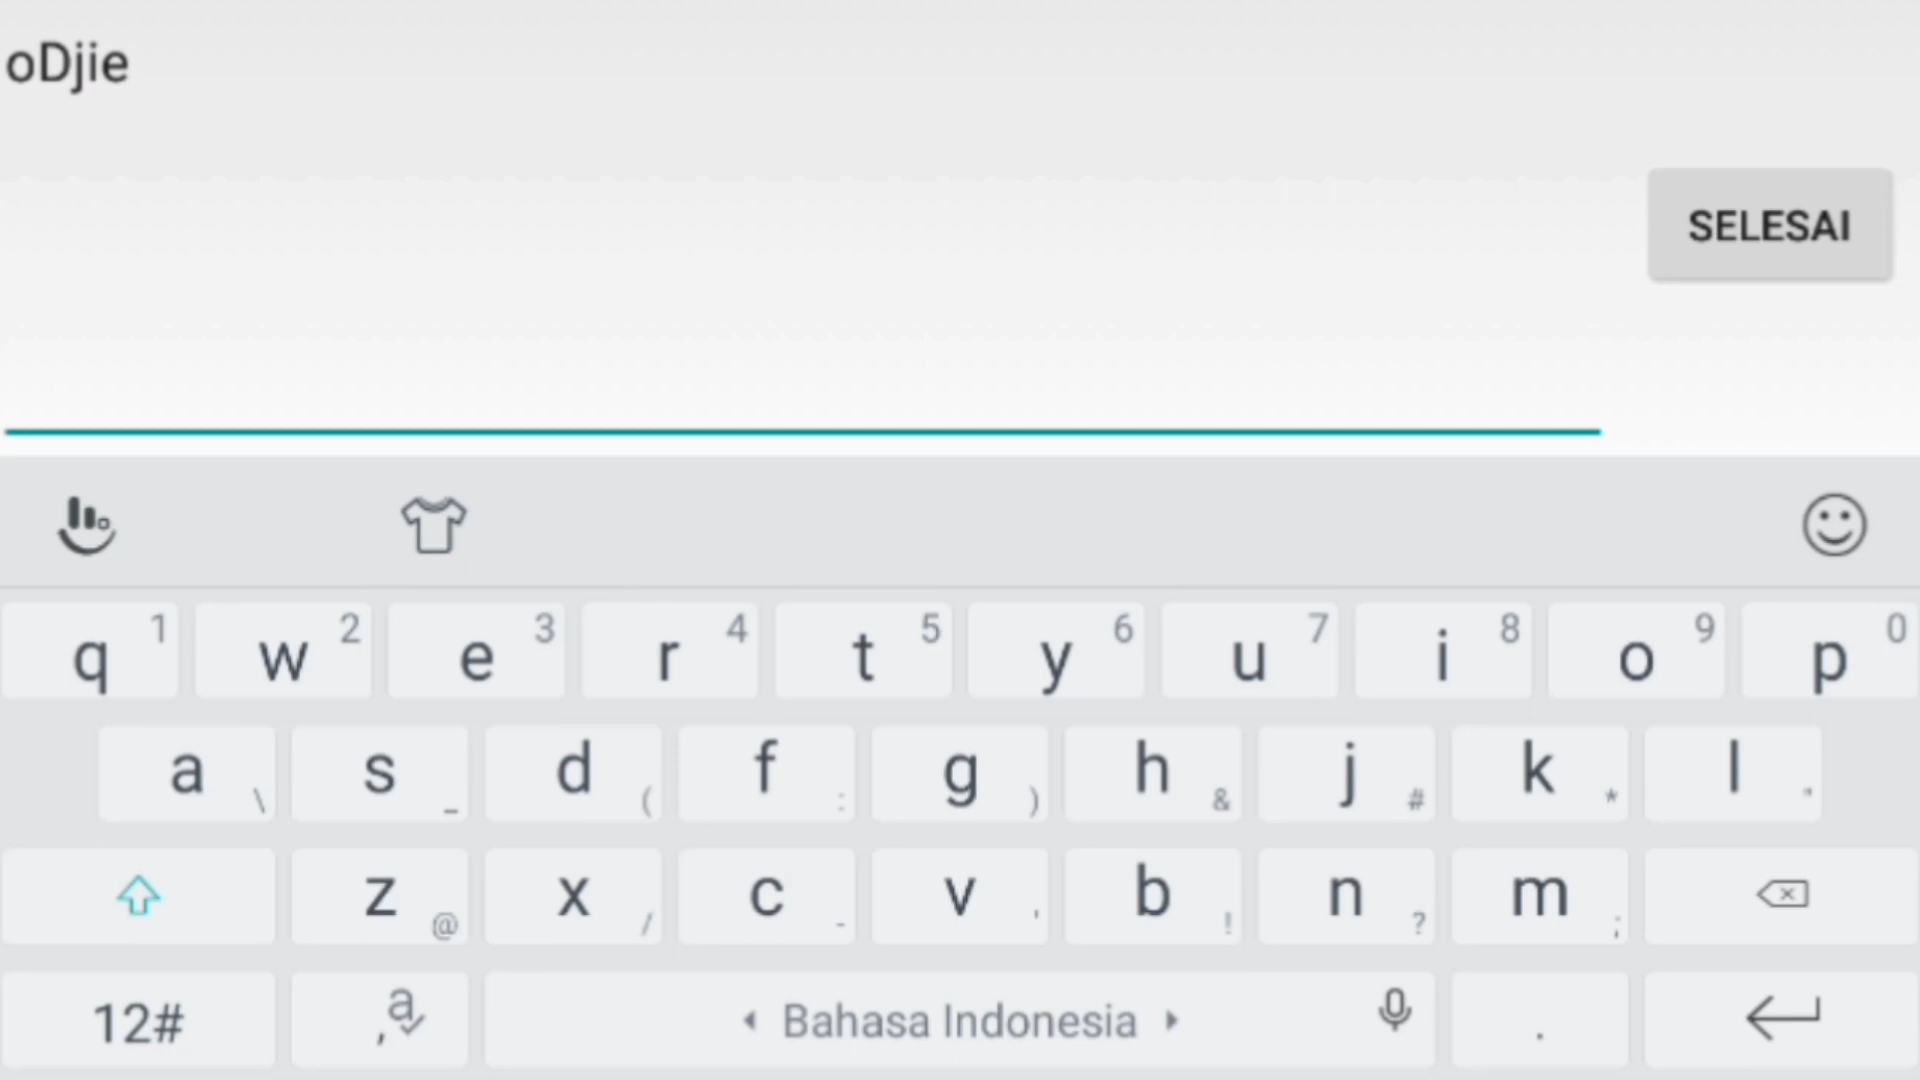 oDjie
SELESAI
q 1 w 2 e 3 r 4 t 5 y 6 u 7 i 8 o 9 p 0
a \ s _ d ( f : g ) h & j # k * l "
z @ x / c - v ' b ! n ? m ;
12# , a Bahasa Indonesia .